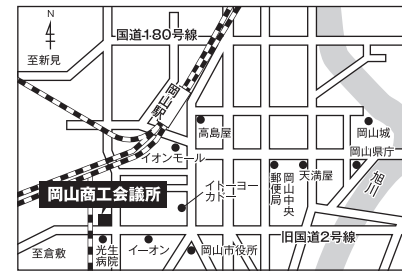 N
国道180号線
至新見
岡山駅
高島屋
岡山城
イオンモール
岡山県庁
岡山商工会議所
イトーヨー
カドー
岡山中央
郵便局
天満屋
旭川
旧国道2号線
至倉敷
光生
病院
イーオン
岡山市役所